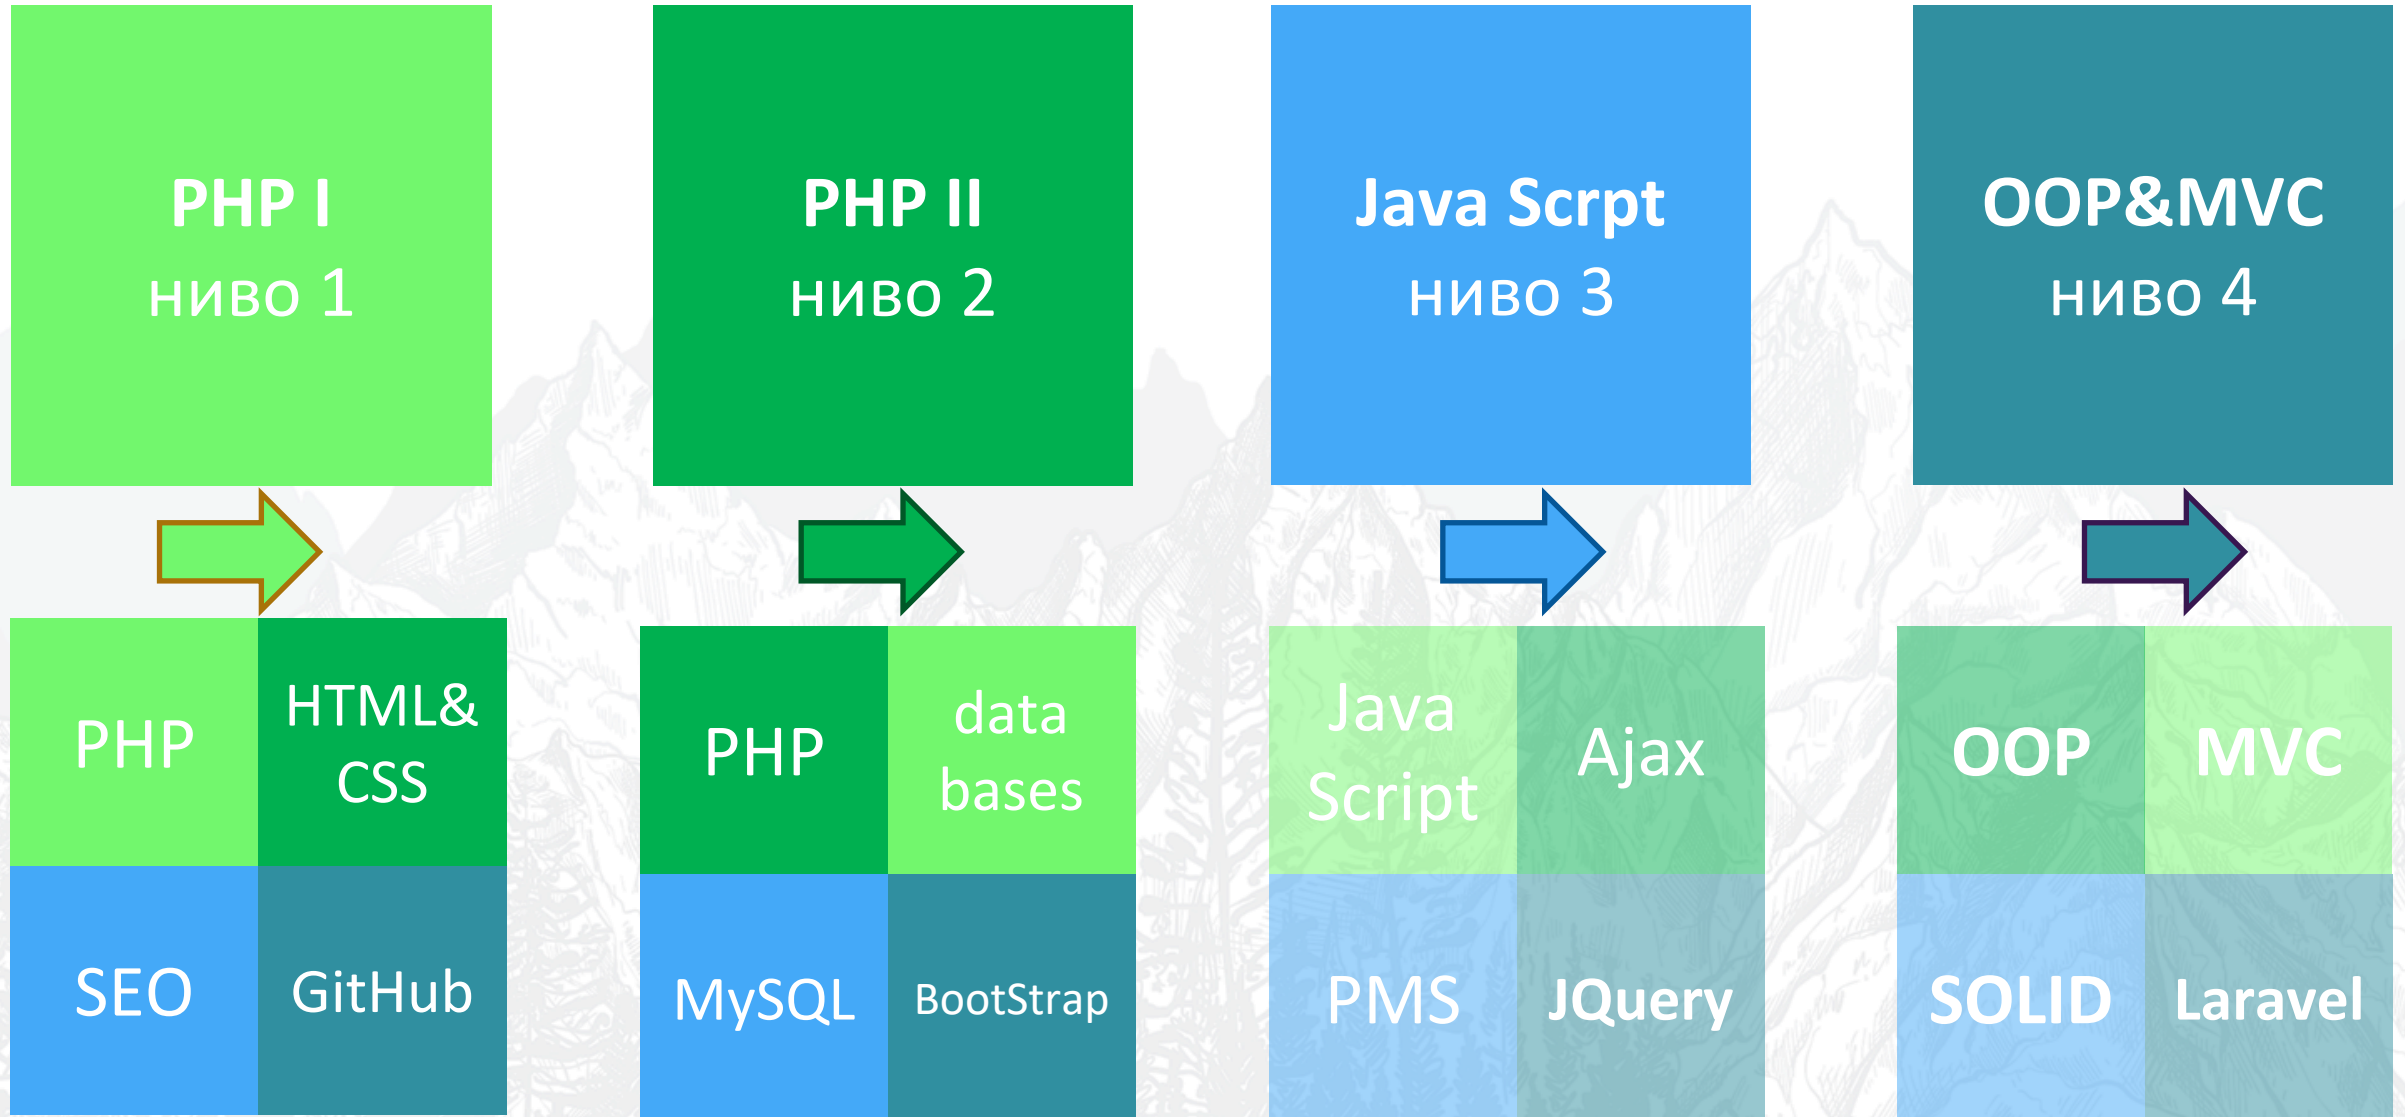 PHP I
ниво 1
PHP II
ниво 2
Java Scrpt
ниво 3
OOP&MVC
ниво 4
PHP
HTML&
CSS
SEO
GitHub
PHP
data
bases
MySQL
BootStrap
Java
Script
Ajax
PMS
JQuery
OOP
MVC
SOLID
Laravel